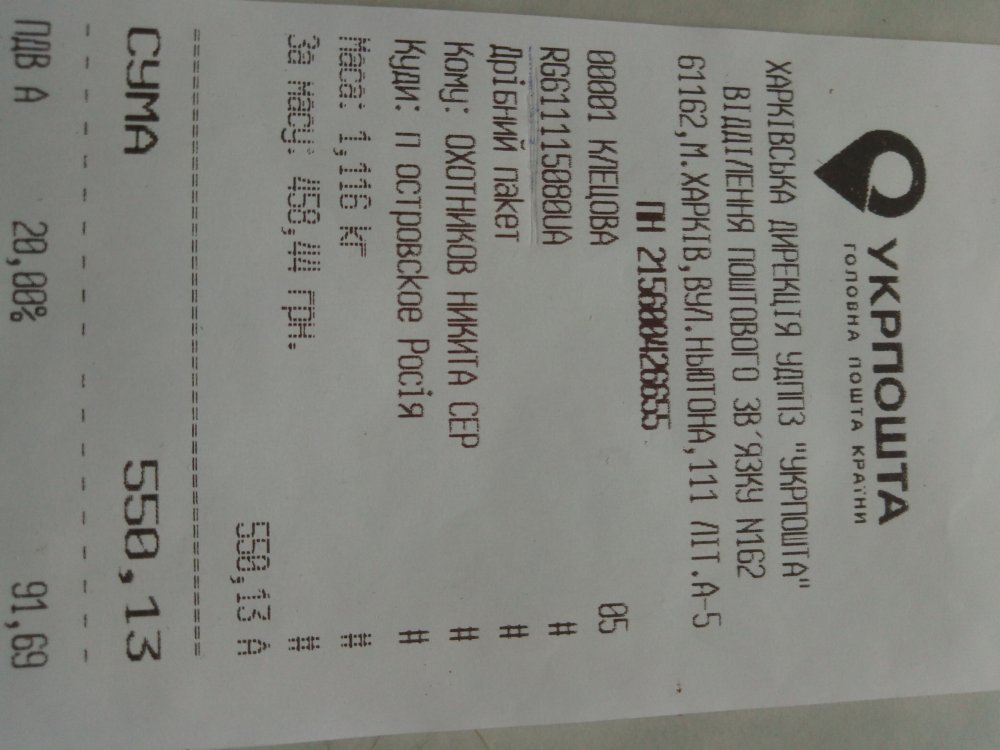 УКРПОШТА
ГОЛОВНА ПОШТА КРАЇНИ
ХАРКІВСЬКА ДИРЕКЦІЯ УДППЗ "УКРПОШТА"
ВІДДІЛЕННЯ ПОШТОВОГО ЗВ´ЯЗКУ N162
61162,М.ХАРКІВ,ВУЛ.НЬЮТОНА,111 ЛІТ.А-5
ПН 215600426655
00001 КЛЕЦОВА 05
RG611115080UA #
Дрібний пакет #
Кому: ОХОТНИКОВ НИКИТА СЕР #
Куди: п островское Росія #
Маса: 1,116 кг #
За масу: 458,44 грн. #
550,13 А
==============================
СУМА 550,13
- - - - - - - - - - - -
ПДВ А 20,00% 91,69